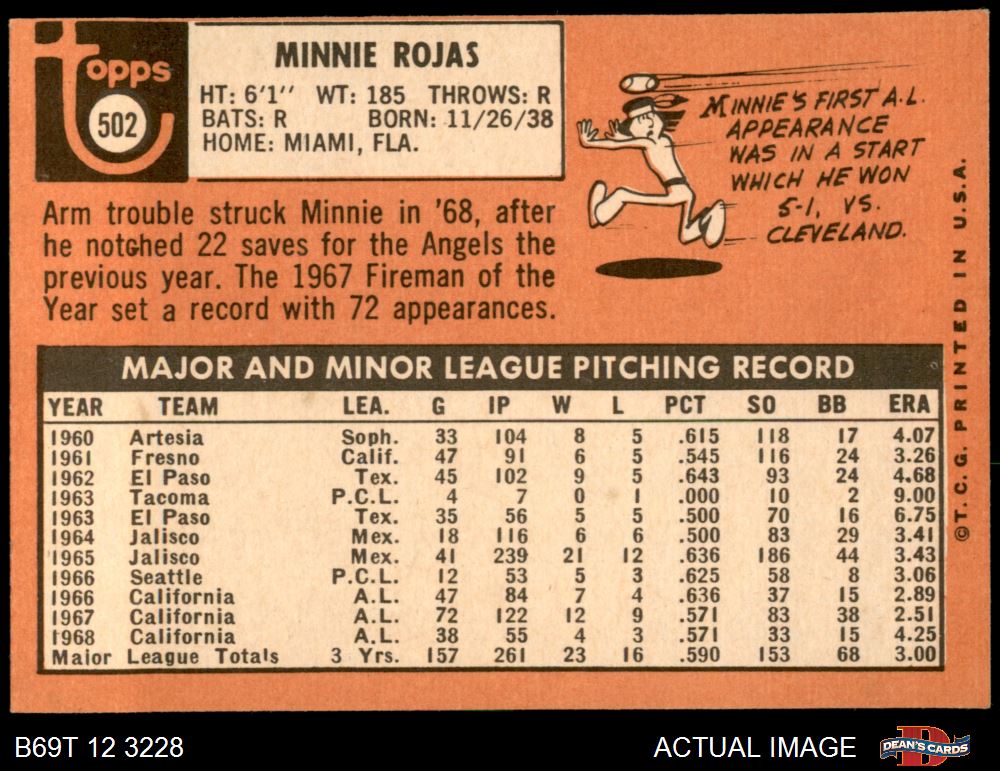 Topps
502
MINNIE ROJAS
HT: 6'1'' WT: 185 THROWS: R
BATS: R BORN: 11/26/38
HOME: MIAMI, FLA.
Arm trouble struck Minnie in '68, after
he notched 22 saves for the Angels the
previous year. The 1967 Fireman of the
Year set a record with 72 appearances.
MINNIE'S FIRST A.L.
APPEARANCE
WAS IN A START
WHICH HE WON
5-1, VS.
CLEVELAND.
MAJOR AND MINOR LEAGUE PITCHING RECORD
YEAR TEAM LEA. G IP W L PCT SO BB ERA
1960 Artesia Soph. 33 104 8 5 .615 118 17 4.07
1961 Fresno Calif. 47 91 6 5 .545 116 24 3.26
1962 El Paso Tex. 45 102 9 5 .643 93 24 4.68
1963 Tacoma P.C.L. 4 7 0 1 .000 10 2 9.00
1963 El Paso Tex. 35 56 5 5 .500 70 16 6.75
1964 Jalisco Mex. 18 116 6 6 .500 83 29 3.41
1965 Jalisco Mex. 41 239 21 12 .636 186 44 3.43
1966 Seattle P.C.L. 12 53 5 3 .625 58 8 3.06
1966 California A.L. 47 84 7 4 .636 37 15 2.89
1967 California A.L. 72 122 12 9 .571 83 38 2.51
1968 California A.L. 38 55 4 3 .571 33 15 4.25
Major League Totals 3 Yrs. 157 261 23 16 .590 153 68 3.00
©T. C. G. PRINTED IN U.S.A.
B69T 12 3228
ACTUAL IMAGE
DEAN'S CARDS